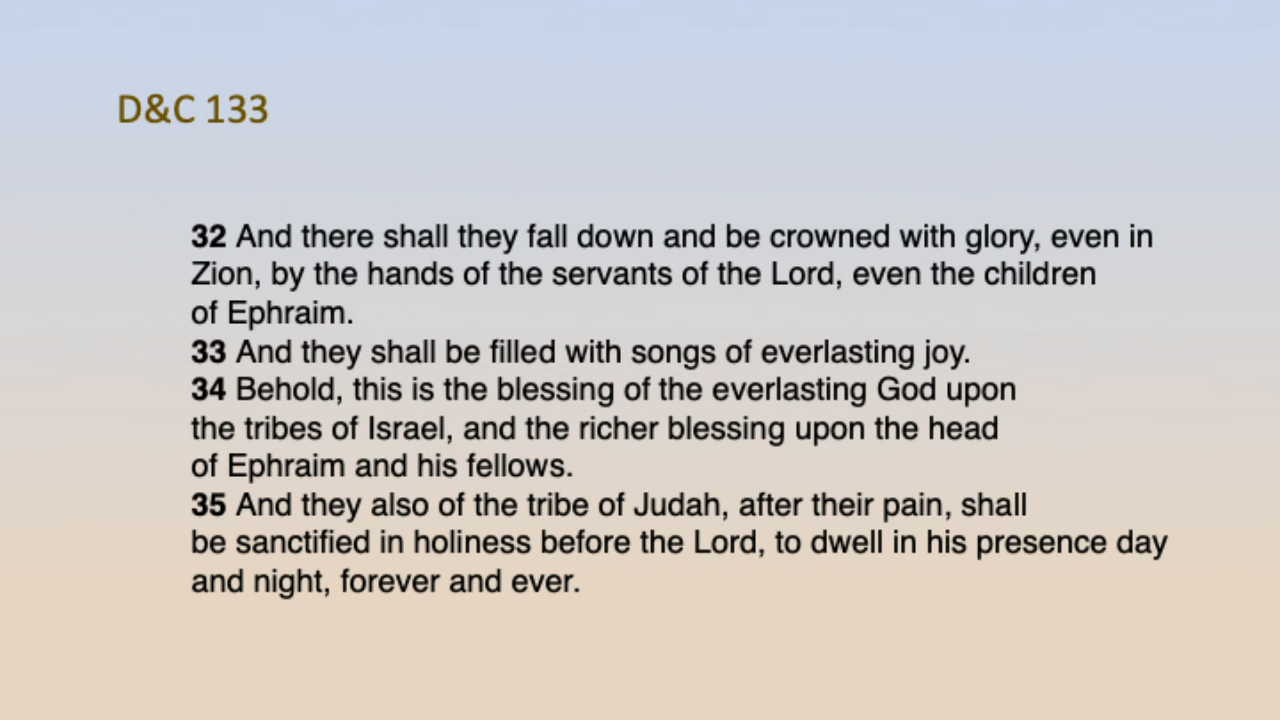 D&C 133
32 And there shall they fall down and be crowned with glory, even in
Zion, by the hands of the servants of the Lord, even the children
of Ephraim.
33 And they shall be filled with songs of everlasting joy.
34 Behold, this is the blessing of the everlasting God upon
the tribes of Israel, and the richer blessing upon the head
of Ephraim and his fellows.
35 And they also of the tribe of Judah, after their pain, shall
be sanctified in holiness before the Lord, to dwell in his presence day
and night, forever and ever.